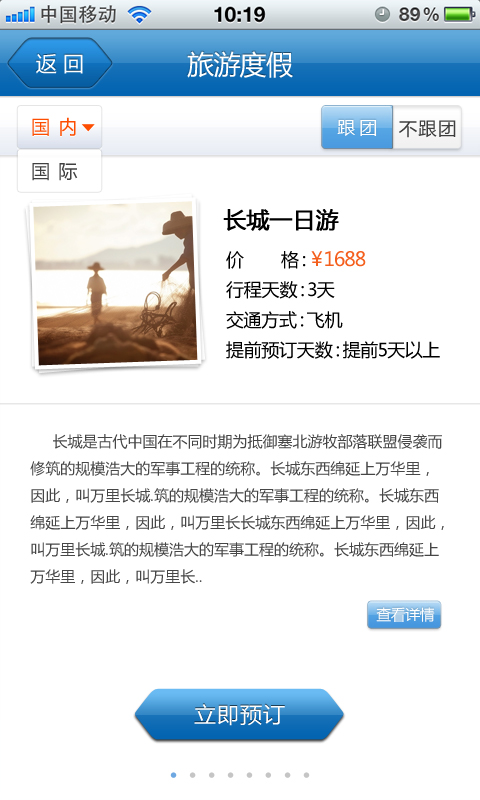 中国移动 10:19 89%
返回 旅游度假
国内 跟团 不跟团
国际
长城一日游
价 格:¥1688
行程天数:3天
交通方式:飞机
提前预订天数:提前5天以上
长城是古代中国在不同时期为抵御塞北游牧部落联盟侵袭而
修筑的规模浩大的军事工程的统称。长城东西绵延上万华里，
因此，叫万里长城.筑的规模浩大的军事工程的统称。长城东西
绵延上万华里，因此，叫万里长长城东西绵延上万华里，因此，
叫万里长城.筑的规模浩大的军事工程的统称。长城东西绵延上
万华里，因此，叫万里长..
查看详情
立即预订